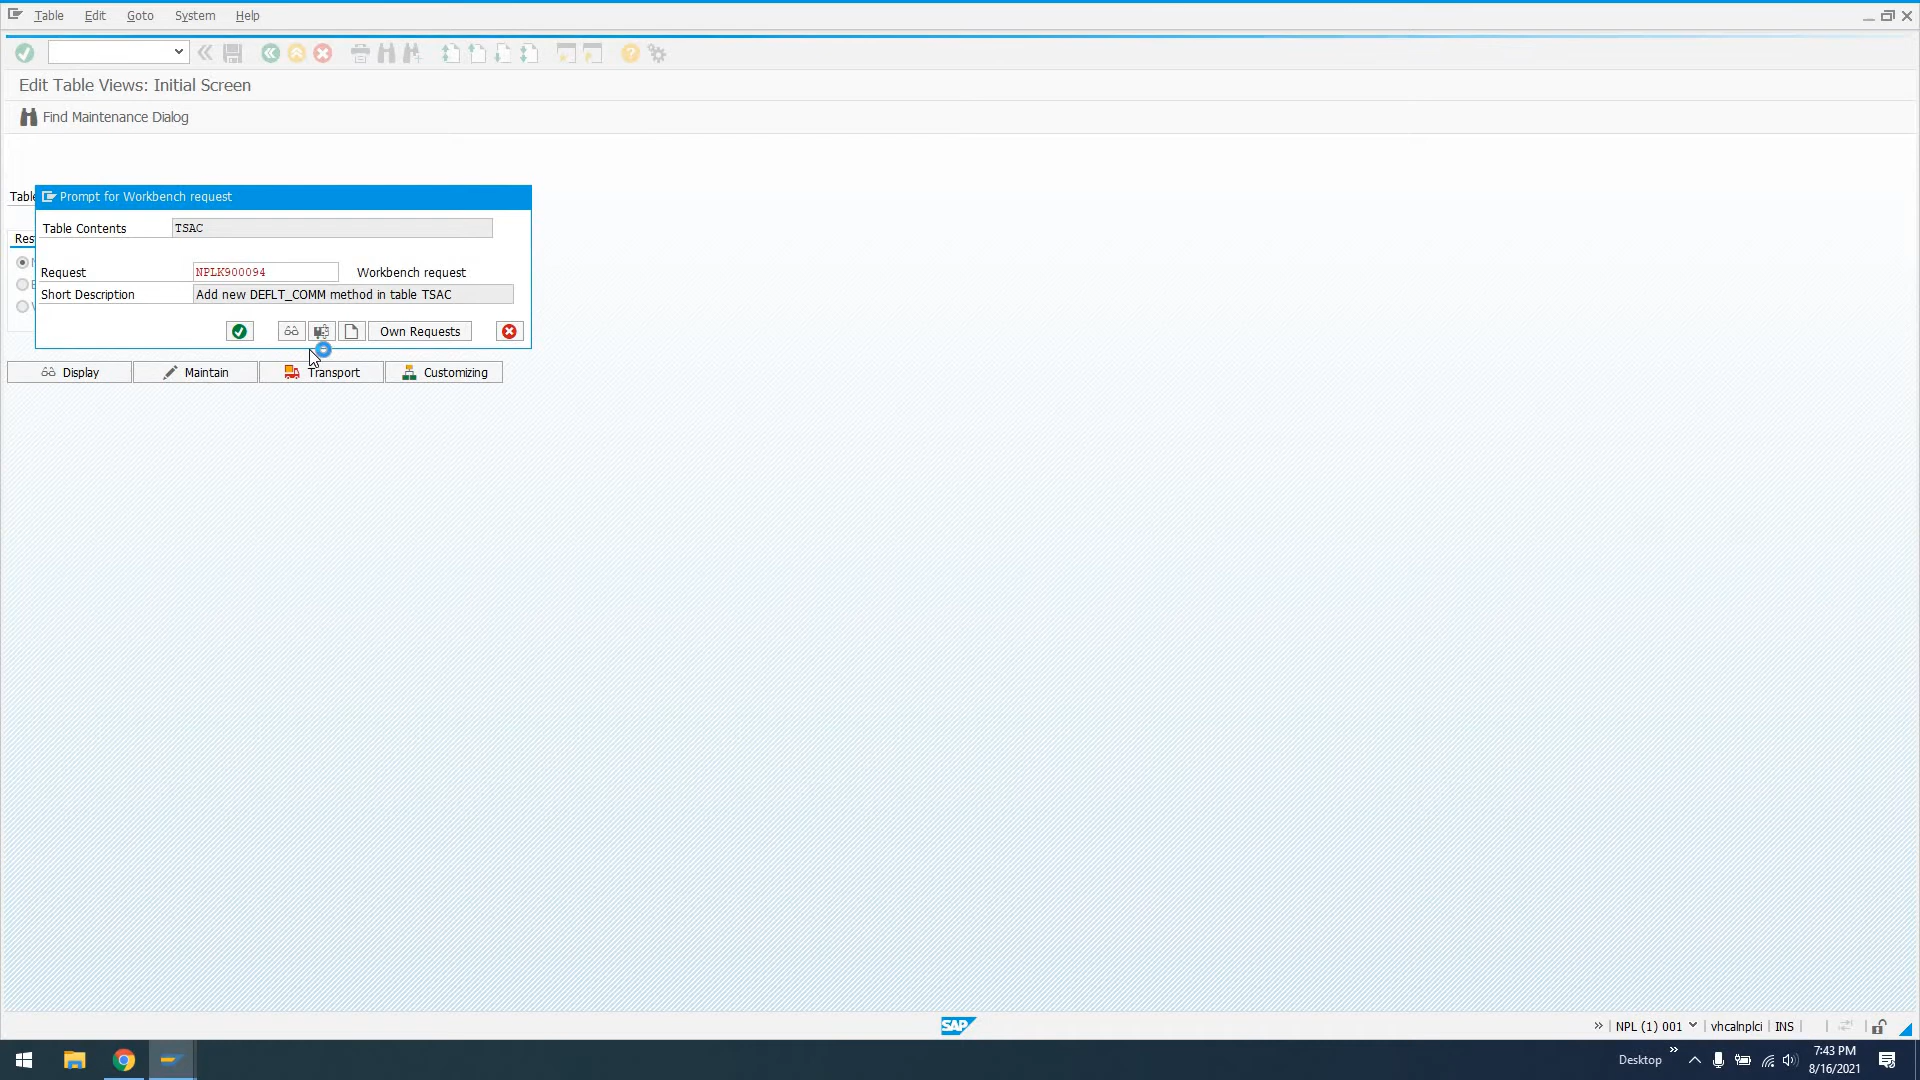 Table Edit Goto System Help
Edit Table Views: Initial Screen
Find Maintenance Dialog
Table
Prompt for Workbench request
Table Contents TSAC
Res
Request NPLK900094 Workbench request
Short Description Add new DEFLT_COMM method in table TSAC
Own Requests
Display Maintain Transport Customizing
SAP
» NPL (1) 001 vhcalnplci INS
Desktop » 7:43 PM
8/16/2021